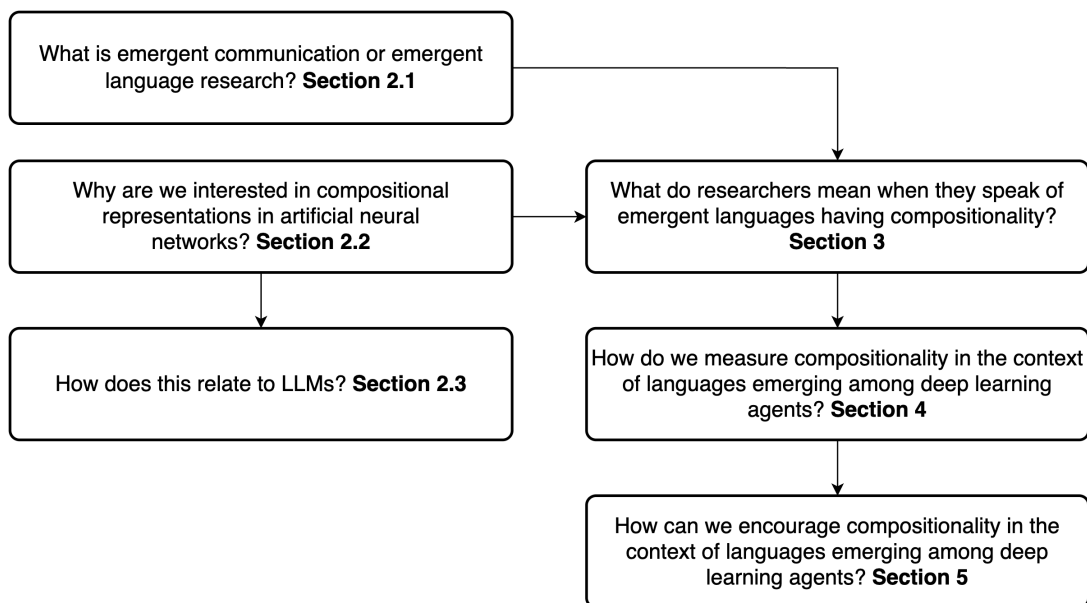 What is emergent communication or emergent
language research? Section 2.1
Why are we interested in compositional
representations in artificial neural
networks? Section 2.2
What do researchers mean when they speak of
emergent languages having compositionality?
Section 3
How does this relate to LLMs? Section 2.3
How do we measure compositionality in the context
of languages emerging among deep learning
agents? Section 4
How can we encourage compositionality in the
context of languages emerging among deep
learning agents? Section 5